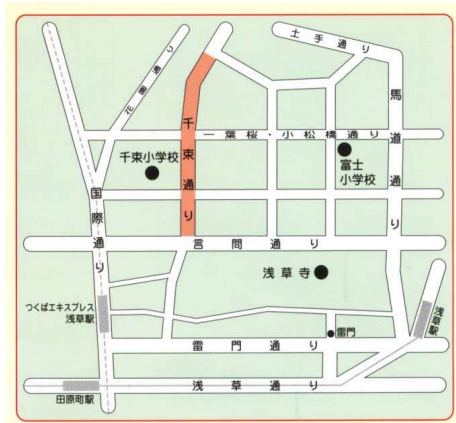 土手通り
花園通り
千束通り
馬道通り
一葉桜・小松橋通り
千束小学校
富士
小学校
国際通り
言問通り
浅草寺
つくばエキスプレス
浅草駅
浅草駅
雷門
雷門通り
浅草通り
田原町駅